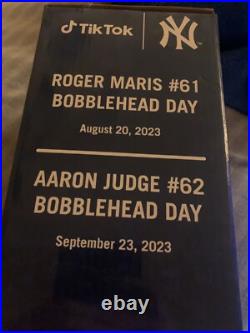 TikTok NY
ROGER MARIS #61
BOBBLEHEAD DAY
August 20, 2023
AARON JUDGE #62
BOBBLEHEAD DAY
September 23, 2023